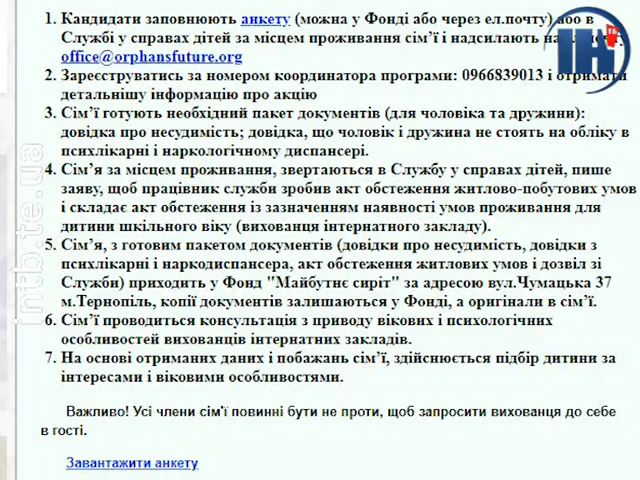 1. Кандидати заповнюють анкету (можна у Фонді або через ел.почту) або в
Службі у справах дітей за місцем проживання сім’ї і надсилають на
office@orphansfuture.org
2. Зареєструватись за номером координатора програми: 0966839013 і отримати
детальнішу інформацію про акцію
3. Сім’ї готують необхідний пакет документів (для чоловіка та дружини):
довідка про несудимість; довідка, що чоловік і дружина не стоять на обліку в
психлікарні і наркологічному диспансері.
4. Сім’я за місцем проживання, звертаються в Службу у справах дітей, пише
заяву, щоб працівник служби зробив акт обстеження житлово-побутових умов
і складає акт обстеження із зазначенням наявності умов проживання для
дитини шкільного віку (вихованця інтернатного закладу).
5. Сім’я, з готовим пакетом документів (довідки про несудимість, довідки з
психлікарні і наркодиспансера, акт обстеження житлових умов і дозвіл зі
Служби) приходить у Фонд "Майбутнє сиріт" за адресою вул.Чумацька 37
м.Тернопіль, копії документів залишаються у Фонді, а оригінали в сім’ї.
6. Сім’ї проводиться консультація з приводу вікових і психологічних
особливостей вихованців інтернатних закладів.
7. На основі отриманих даних і побажань сім’ї, здійснюється підбір дитини за
інтересами і віковими особливостями.
Важливо! Усі члени сім'ї повинні бути не проти, щоб запросити вихованця до себе
в гості.
Завантажити анкету
intb.te.ua
ІНТБ